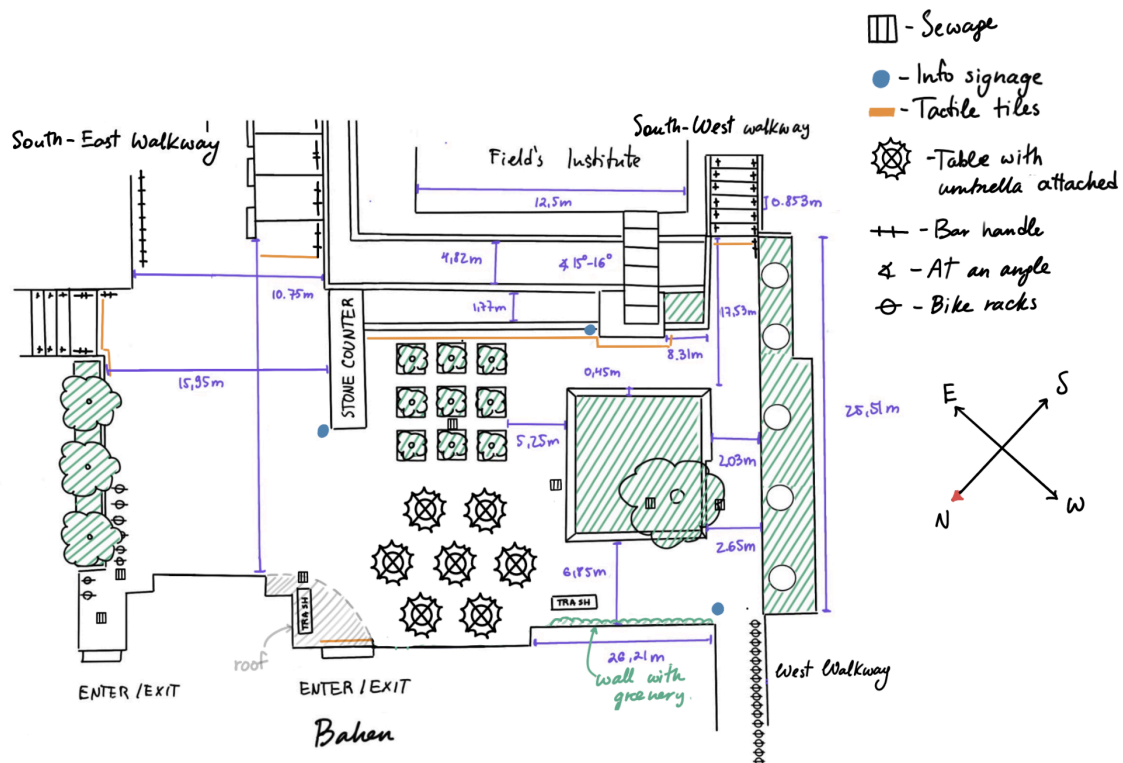 South-East Walkway
Field's Institute
South-West walkway
12,5m
0.853m
4,82m
∡ 15°-16°
10.75m
1,77m
17,53m
8.31m
15,95m
STONE COUNTER
0,45m
5,25m
2,03m
25,51m
2.65m
6,85m
TRASH
TRASH
roof
26,21m
wall with
greenery
West Walkway
ENTER/EXIT
ENTER/EXIT
Bahen
- Sewage
- Info signage
- Tactile tiles
- Table with
umbrella attached
- Bar handle
∡ - At an angle
- Bike racks
E
S
N
W